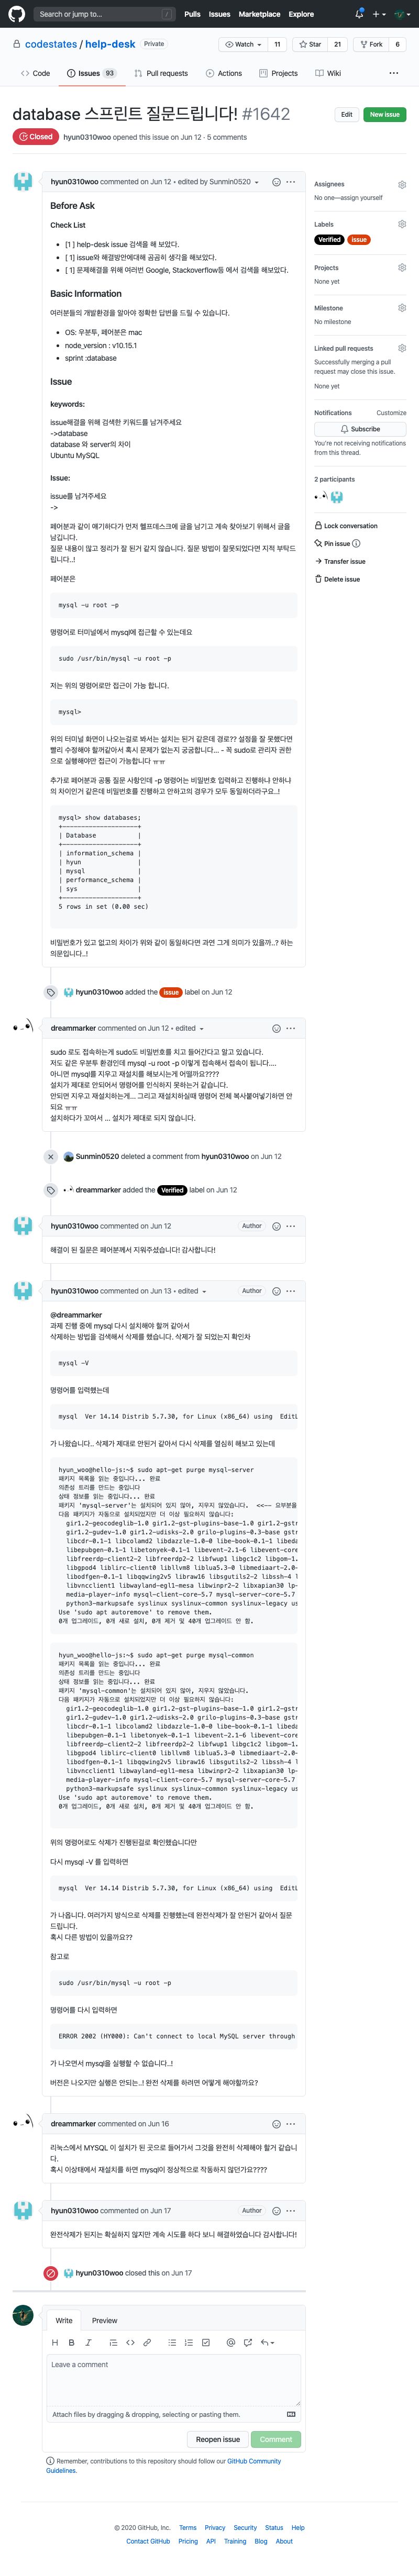 Search or jump to...
/
Pulls
Issues
Marketplace
Explore
codestates / help-desk
Private
Watch
11
Star
21
Fork
6
Code
Issues 93
Pull requests
Actions
Projects
Wiki
database 스프린트 질문드립니다! #1642
Edit
New issue
Closed
hyun0310woo opened this issue on Jun 12 · 5 comments
hyun0310woo commented on Jun 12 • edited by Sunmin0520
Before Ask
Check List
[1 ] help-desk issue 검색을 해 보았다.
[ 1] issue와 해결방안에대해 곰곰히 생각을 해보았다.
[ 1] 문제해결을 위해 여러번 Google, Stackoverflow등 에서 검색을 해보았다.
Basic Information
여러분들의 개발환경을 알아야 정확한 답변을 드릴 수 있습니다.
OS: 우분투, 페어분은 mac
node_version : v10.15.1
sprint :database
Issue
keywords:
issue해결을 위해 검색한 키워드를 남겨주세요
->database
database 와 server의 차이
Ubuntu MySQL
Issue:
issue를 남겨주세요
->
페어분과 같이 얘기하다가 먼저 헬프데스크에 글을 남기고 계속 찾아보기 위해서 글을
남깁니다.
질문 내용이 많고 정리가 잘 된거 같지 않습니다. 질문 방법이 잘못되었다면 지적 부탁드
립니다..!
페어분은
mysql -u root -p
명령어로 터미널에서 mysql에 접근할 수 있는데요
sudo /usr/bin/mysql -u root -p
저는 위의 명령어로만 접근이 가능 합니다.
mysql>
위의 터미널 화면이 나오는걸로 봐서는 설치는 된거 같은데 경로?? 설정을 잘 못했다면
빨리 수정해야 할꺼같아서 혹시 문제가 없는지 궁금합니다... - 꼭 sudo로 관리자 권한
으로 실행해야만 접근이 가능합니다 ㅠㅠ
추가로 페어분과 공통 질문 사항인데 -p 명령어는 비밀번호 입력하고 진행하냐 안하냐
의 차이인거 같은데 비밀번호를 진행하고 안하고의 경우가 모두 동일하더라구요..!
mysql> show databases;
+--------------------+
| Database           |
+--------------------+
| information_schema |
| hyun               |
| mysql              |
| performance_schema |
| sys                |
+--------------------+
5 rows in set (0.00 sec)
비밀번호가 있고 없고의 차이가 위와 같이 동일하다면 과연 그게 의미가 있을까..? 하는
의문입니다..!
hyun0310woo added the issue label on Jun 12
dreammarker commented on Jun 12 • edited
sudo 로도 접속하는게 sudo도 비밀번호를 치고 들어간다고 알고 있습니다.
저도 같은 우분투 환경인데 mysql -u root -p 이렇게 접속해서 접속이 됩니다....
아니면 mysql를 지우고 재설치를 해보시는게 어떨까요????
설치가 제대로 안되어서 명령어를 인식하지 못하는거 같습니다.
안되면 지우고 재설치하는게... 그리고 재설치하실때 명령어 전체 복사붙여넣기하면 안
되요 ㅠㅠ
설치하다가 꼬여서 ... 설치가 제대로 되지 않습니다.
Sunmin0520 deleted a comment from hyun0310woo on Jun 12
dreammarker added the Verified label on Jun 12
hyun0310woo commented on Jun 12
Author
해결이 된 질문은 페어분께서 지워주셨습니다! 감사합니다!
hyun0310woo commented on Jun 13 • edited
Author
@dreammarker
과제 진행 중에 mysql 다시 설치해야 할꺼 같아서
삭제하는 방법을 검색해서 삭제를 했습니다. 삭제가 잘 되었는지 확인차
mysql -V
명령어를 입력했는데
mysql  Ver 14.14 Distrib 5.7.30, for Linux (x86_64) using  EditL
가 나왔습니다.. 삭제가 제대로 안된거 같아서 다시 삭제를 열심히 해보고 있는데
hyun_woo@hello-js:~$ sudo apt-get purge mysql-server
패키지 목록을 읽는 중입니다... 완료
의존성 트리를 만드는 중입니다
상태 정보를 읽는 중입니다... 완료
패키지 'mysql-server'는 설치되어 있지 않아, 지우지 않았습니다.  <<-- 요부분을
다음 패키지가 자동으로 설치되었지만 더 이상 필요하지 않습니다:
gir1.2-geocodeglib-1.0 gir1.2-gst-plugins-base-1.0 gir1.2-gstr
gir1.2-gudev-1.0 gir1.2-udisks-2.0 grilo-plugins-0.3-base gstr
libcdr-0.1-1 libcolamd2 libdazzle-1.0-0 libe-book-0.1-1 libeda
libepubgen-0.1-1 libetonyek-0.1-1 libevent-2.1-6 libevent-core
libfreerdp-client2-2 libfreerdp2-2 libfwup1 libgc1c2 libgom-1.
libgpod4 liblirc-client0 libllvm8 liblua5.3-0 libmediaart-2.0-
libodfgen-0.1-1 libqqwing2v5 libraw16 libsgutils2-2 libssh-4 l
libvncclient1 libwayland-egl1-mesa libwinpr2-2 libxapian30 lp-
media-player-info mysql-client-core-5.7 mysql-server-core-5.7
python3-markupsafe syslinux syslinux-common syslinux-legacy us
Use 'sudo apt autoremove' to remove them.
0개 업그레이드, 0개 새로 설치, 0개 제거 및 40개 업그레이드 안 함.
hyun_woo@hello-js:~$ sudo apt-get purge mysql-common
패키지 목록을 읽는 중입니다... 완료
의존성 트리를 만드는 중입니다
상태 정보를 읽는 중입니다... 완료
패키지 'mysql-common'는 설치되어 있지 않아, 지우지 않았습니다.
다음 패키지가 자동으로 설치되었지만 더 이상 필요하지 않습니다:
gir1.2-geocodeglib-1.0 gir1.2-gst-plugins-base-1.0 gir1.2-gstr
gir1.2-gudev-1.0 gir1.2-udisks-2.0 grilo-plugins-0.3-base gstr
libcdr-0.1-1 libcolamd2 libdazzle-1.0-0 libe-book-0.1-1 libeda
libepubgen-0.1-1 libetonyek-0.1-1 libevent-2.1-6 libevent-core
libfreerdp-client2-2 libfreerdp2-2 libfwup1 libgc1c2 libgom-1.
libgpod4 liblirc-client0 libllvm8 liblua5.3-0 libmediaart-2.0-
libodfgen-0.1-1 libqqwing2v5 libraw16 libsgutils2-2 libssh-4 l
libvncclient1 libwayland-egl1-mesa libwinpr2-2 libxapian30 lp-
media-player-info mysql-client-core-5.7 mysql-server-core-5.7
python3-markupsafe syslinux syslinux-common syslinux-legacy us
Use 'sudo apt autoremove' to remove them.
0개 업그레이드, 0개 새로 설치, 0개 제거 및 40개 업그레이드 안 함.
위의 명령어로도 삭제가 진행된걸로 확인했습니다만
다시 mysql -V 를 입력하면
mysql  Ver 14.14 Distrib 5.7.30, for Linux (x86_64) using  EditL
가 나옵니다. 여러가지 방식으로 삭제를 진행했는데 완전삭제가 잘 안된거 같아서 질문
드립니다.
혹시 다른 방법이 있을까요??
참고로
sudo /usr/bin/mysql -u root -p
명령어를 다시 입력하면
ERROR 2002 (HY000): Can't connect to local MySQL server through
가 나오면서 mysql을 실행할 수 없습니다..!
버전은 나오지만 실행은 안되는..! 완전 삭제를 하려면 어떻게 해야할까요?
dreammarker commented on Jun 16
리눅스에서 MYSQL 이 설치가 된 곳으로 들어가서 그것을 완전히 삭제해야 할거 같습니
다.
혹시 이상태에서 재설치를 하면 mysql이 정상적으로 작동하지 않던가요????
hyun0310woo commented on Jun 17
Author
완전삭제가 된지는 확실하지 않지만 계속 시도를 하다 보니 해결하였습니다 감사합니다!
hyun0310woo closed this on Jun 17
Write
Preview
Leave a comment
Attach files by dragging & dropping, selecting or pasting them.
Reopen issue
Comment
Remember, contributions to this repository should follow our GitHub Community
Guidelines.
Assignees
No one—assign yourself
Labels
Verified
issue
Projects
None yet
Milestone
No milestone
Linked pull requests
Successfully merging a pull
request may close this issue.
None yet
Notifications
Customize
Subscribe
You're not receiving notifications
from this thread.
2 participants
Lock conversation
Pin issue
Transfer issue
Delete issue
© 2020 GitHub, Inc.
Terms
Privacy
Security
Status
Help
Contact GitHub
Pricing
API
Training
Blog
About